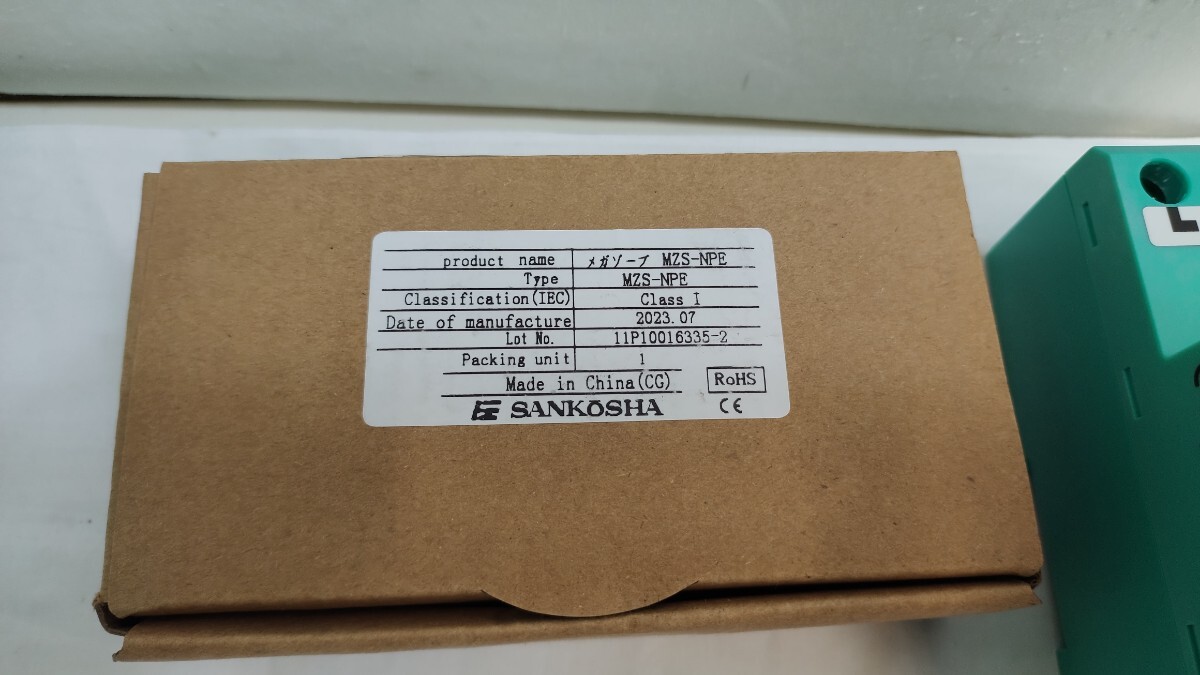 product name メガソーブ MZS-NPE
Type MZS-NPE
Classification(IEC) Class I
Date of manufacture 2023.07
Lot No. 11P10016335-2
Packing unit 1
Made in China(CG) RoHS
SANKŌSHA CE
L